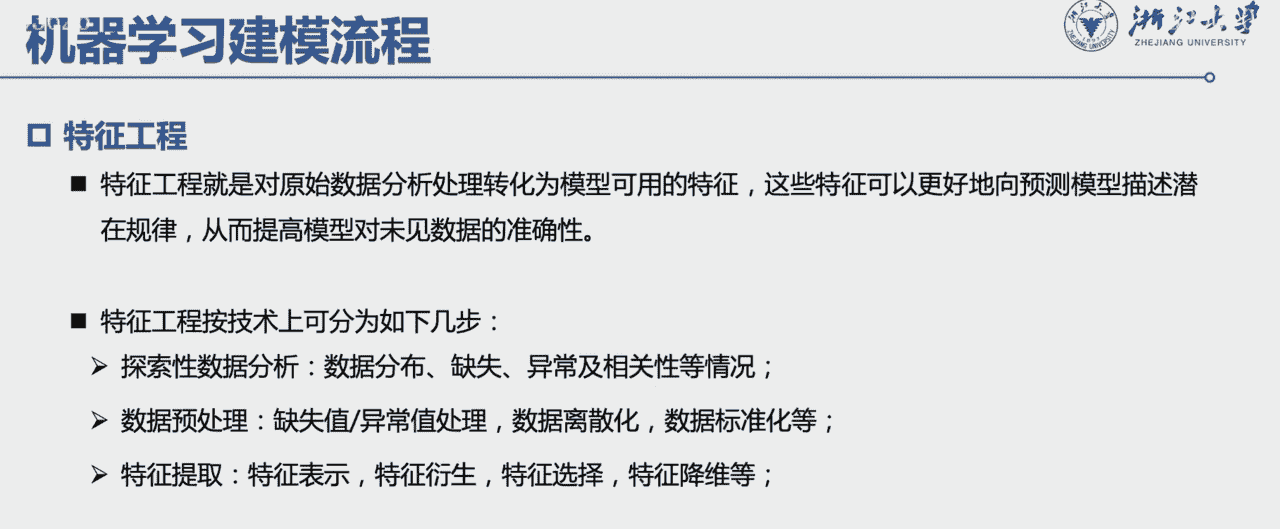 机器学习建模流程
浙江大学
ZHEJIANG UNIVERSITY
特征工程
特征工程就是对原始数据分析处理转化为模型可用的特征，这些特征可以更好地向预测模型描述潜
在规律，从而提高模型对未见数据的准确性。
特征工程按技术上可分为如下几步：
探索性数据分析：数据分布、缺失、异常及相关性等情况；
数据预处理：缺失值/异常值处理，数据离散化，数据标准化等；
特征提取：特征表示，特征衍生，特征选择，特征降维等；